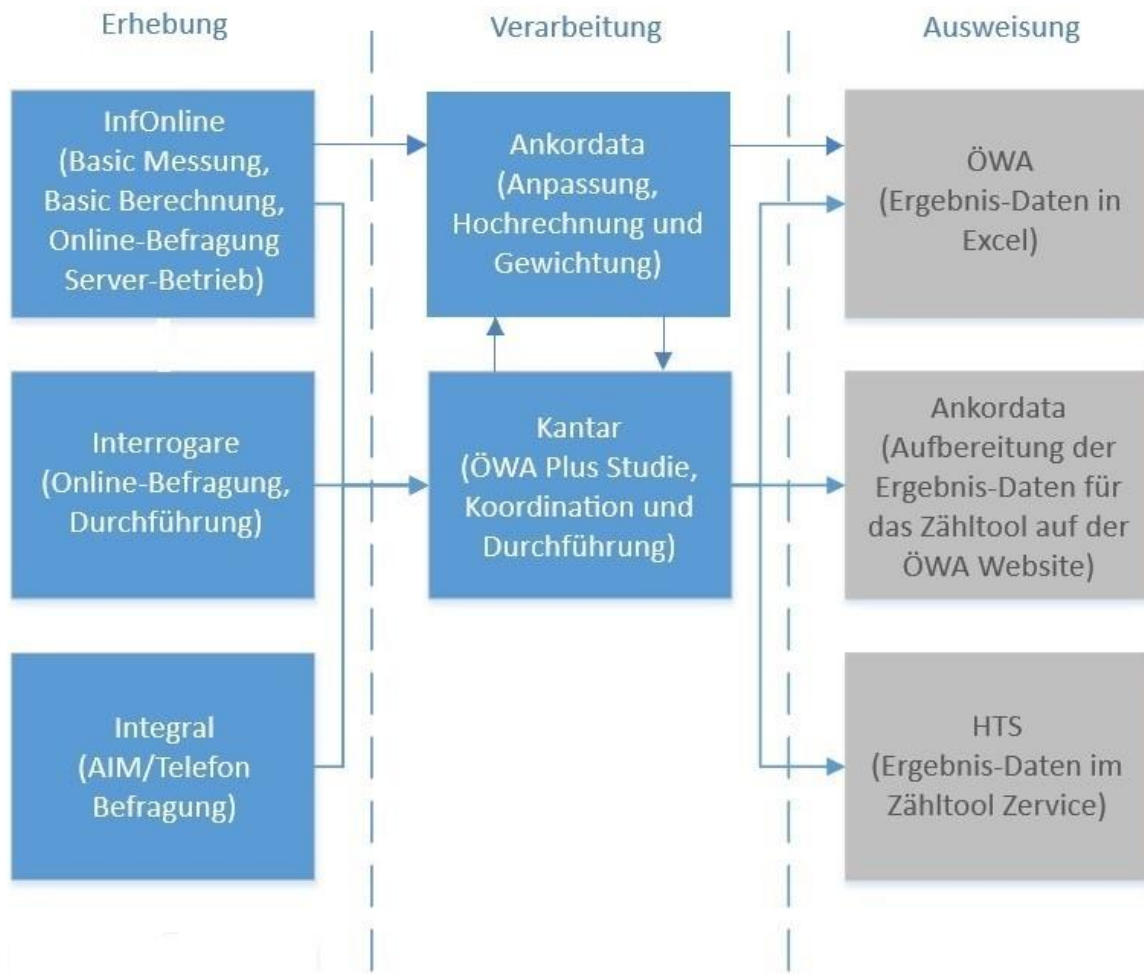 Erhebung
Verarbeitung
Ausweisung
InfOnline
(Basic Messung,
Basic Berechnung,
Online-Befragung
Server-Betrieb)
Ankordata
(Anpassung,
Hochrechnung und
Gewichtung)
ÖWA
(Ergebnis-Daten in
Excel)
Interrogare
(Online-Befragung,
Durchführung)
Kantar
(ÖWA Plus Studie,
Koordination und
Durchführung)
Ankordata
(Aufbereitung der
Ergebnis-Daten für
das Zähltool auf der
ÖWA Website)
Integral
(AIM/Telefon
Befragung)
HTS
(Ergebnis-Daten im
Zähltool Zervice)